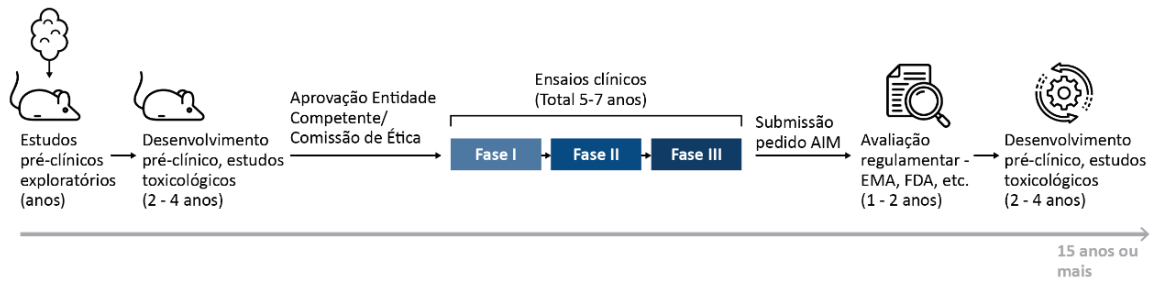 Estudos
pré-clínicos
exploratórios
(anos)
Desenvolvimento
pré-clínico, estudos
toxicológicos
(2 - 4 anos)
Aprovação Entidade
Competente/
Comissão de Ética
Ensaios clínicos
(Total 5-7 anos)
Fase I
Fase II
Fase III
Submissão
pedido AIM
Avaliação
regulamentar -
EMA, FDA, etc.
(1 - 2 anos)
Desenvolvimento
pré-clínico, estudos
toxicológicos
(2 - 4 anos)
15 anos ou
mais